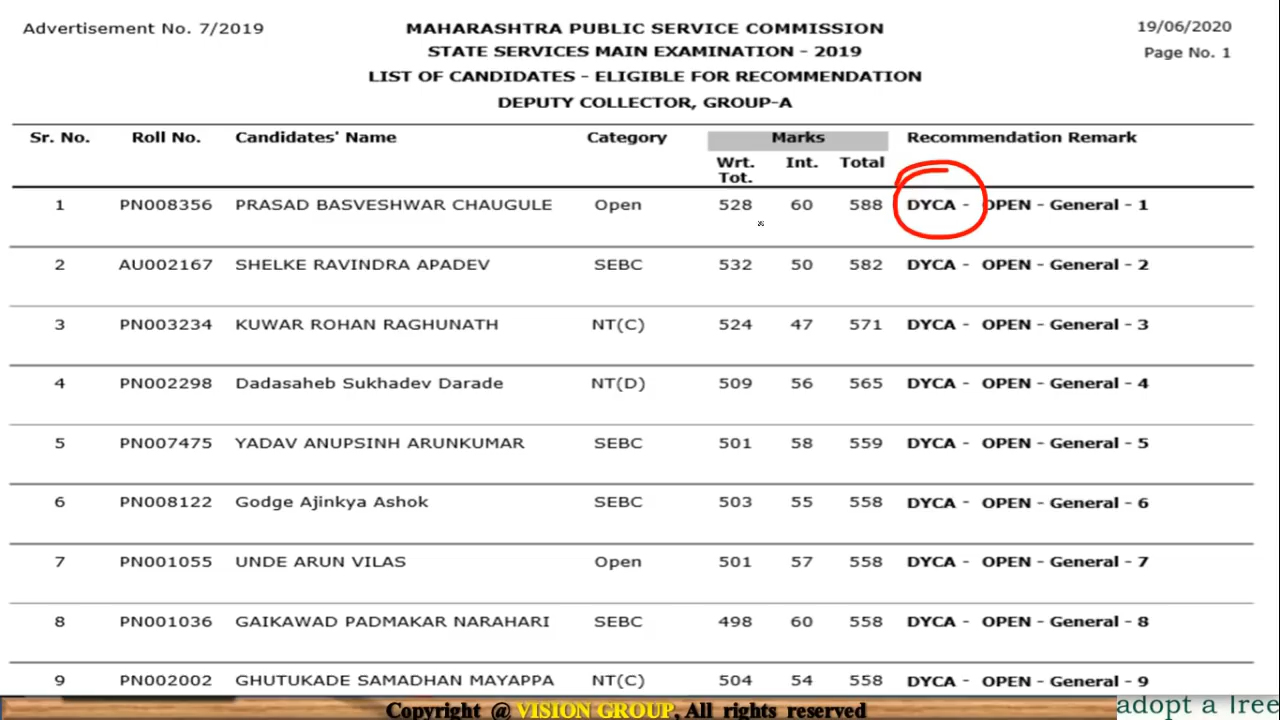 Advertisement No. 7/2019 MAHARASHTRA PUBLIC SERVICE COMMISSION 19/06/2020
STATE SERVICES MAIN EXAMINATION - 2019 Page No. 1
LIST OF CANDIDATES - ELIGIBLE FOR RECOMMENDATION
DEPUTY COLLECTOR, GROUP-A
Sr. No. Roll No. Candidates' Name Category Marks Recommendation Remark
Wrt. Int. Total
Tot.
1 PN008356 PRASAD BASVESHWAR CHAUGULE Open 528 60 588 DYCA - OPEN - General - 1
2 AU002167 SHELKE RAVINDRA APADEV SEBC 532 50 582 DYCA - OPEN - General - 2
3 PN003234 KUWAR ROHAN RAGHUNATH NT(C) 524 47 571 DYCA - OPEN - General - 3
4 PN002298 Dadasaheb Sukhadev Darade NT(D) 509 56 565 DYCA - OPEN - General - 4
5 PN007475 YADAV ANUPSINH ARUNKUMAR SEBC 501 58 559 DYCA - OPEN - General - 5
6 PN008122 Godge Ajinkya Ashok SEBC 503 55 558 DYCA - OPEN - General - 6
7 PN001055 UNDE ARUN VILAS Open 501 57 558 DYCA - OPEN - General - 7
8 PN001036 GAIKAWAD PADMAKAR NARAHARI SEBC 498 60 558 DYCA - OPEN - General - 8
9 PN002002 GHUTUKADE SAMADHAN MAYAPPA NT(C) 504 54 558 DYCA - OPEN - General - 9
Copyright @ VISION GROUP, All rights reserved adopt a Tree